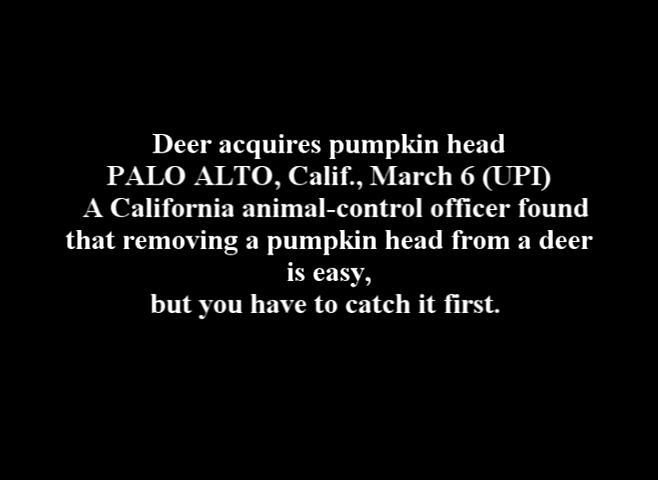 Deer acquires pumpkin head
PALO ALTO, Calif., March 6 (UPI)
A California animal-control officer found
that removing a pumpkin head from a deer
is easy,
but you have to catch it first.